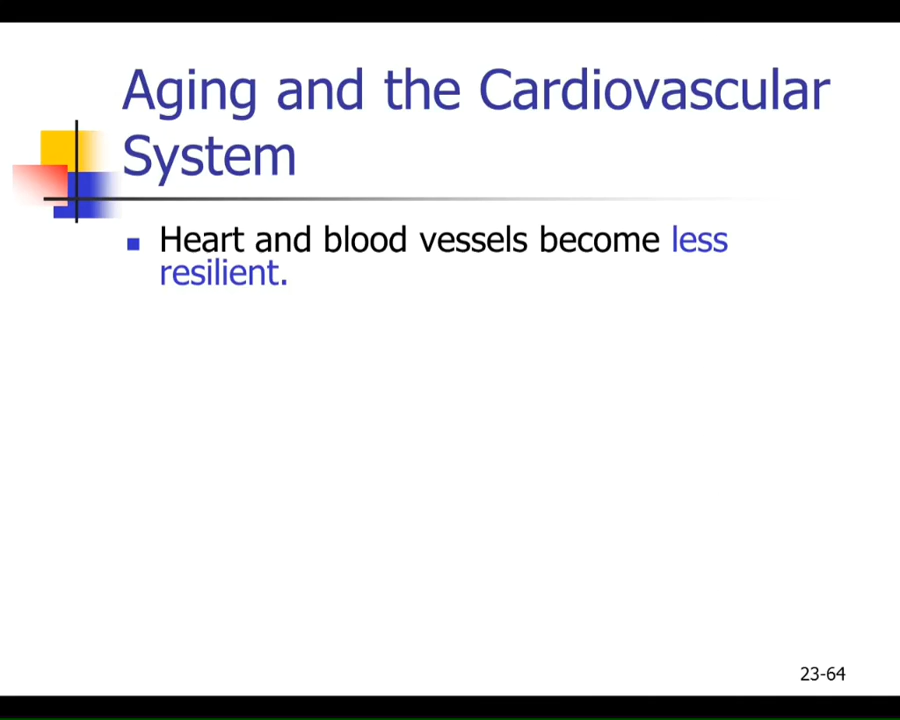 Aging and the Cardiovascular
System
Heart and blood vessels become less
resilient.
23-64